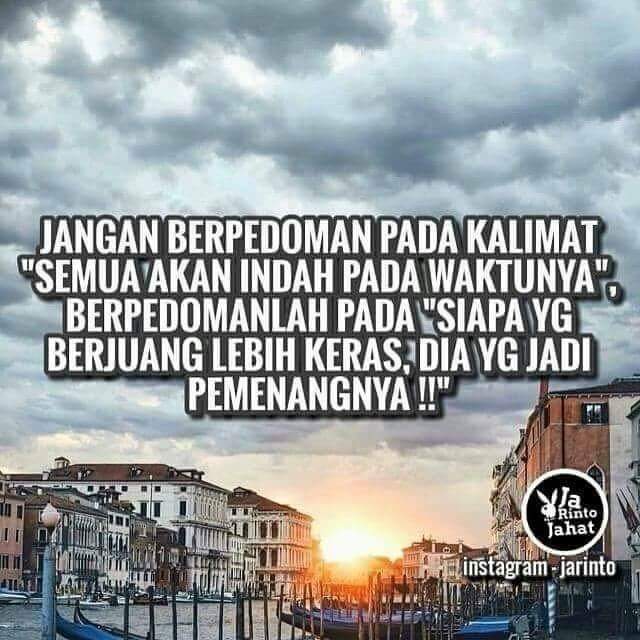 JANGAN BERPEDOMAN PADA KALIMAT
"SEMUA AKAN INDAH PADA WAKTUNYA",
BERPEDOMANLAH PADA "SIAPA YG
BERJUANG LEBIH KERAS, DIA YG JADI
PEMENANGNYA !!"
Ja
Rinto
Jahat
instagram - jarinto